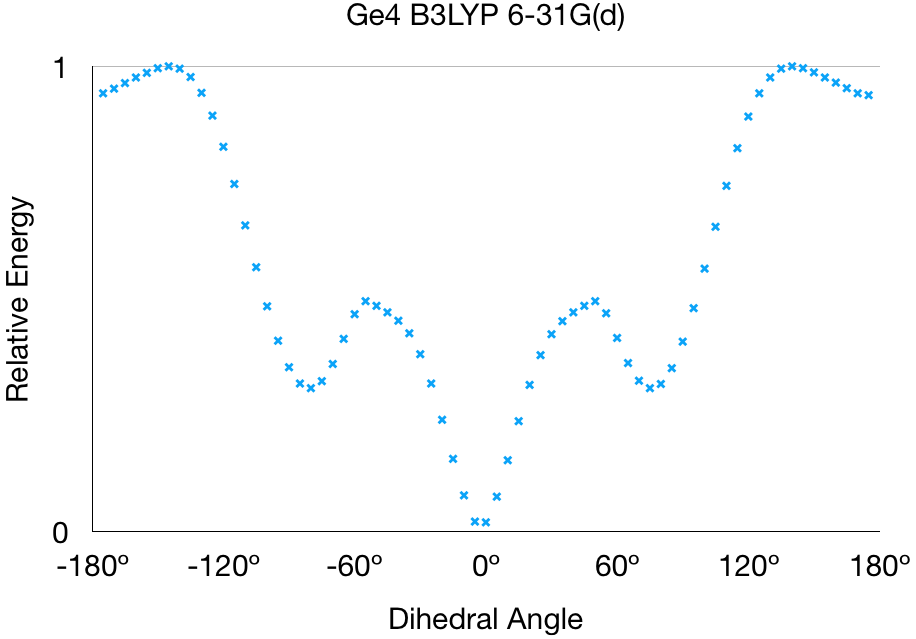 Ge4 B3LYP 6-31G(d)
1
Relative Energy
0
-180º -120º -60º 0º 60º 120º 180º
Dihedral Angle